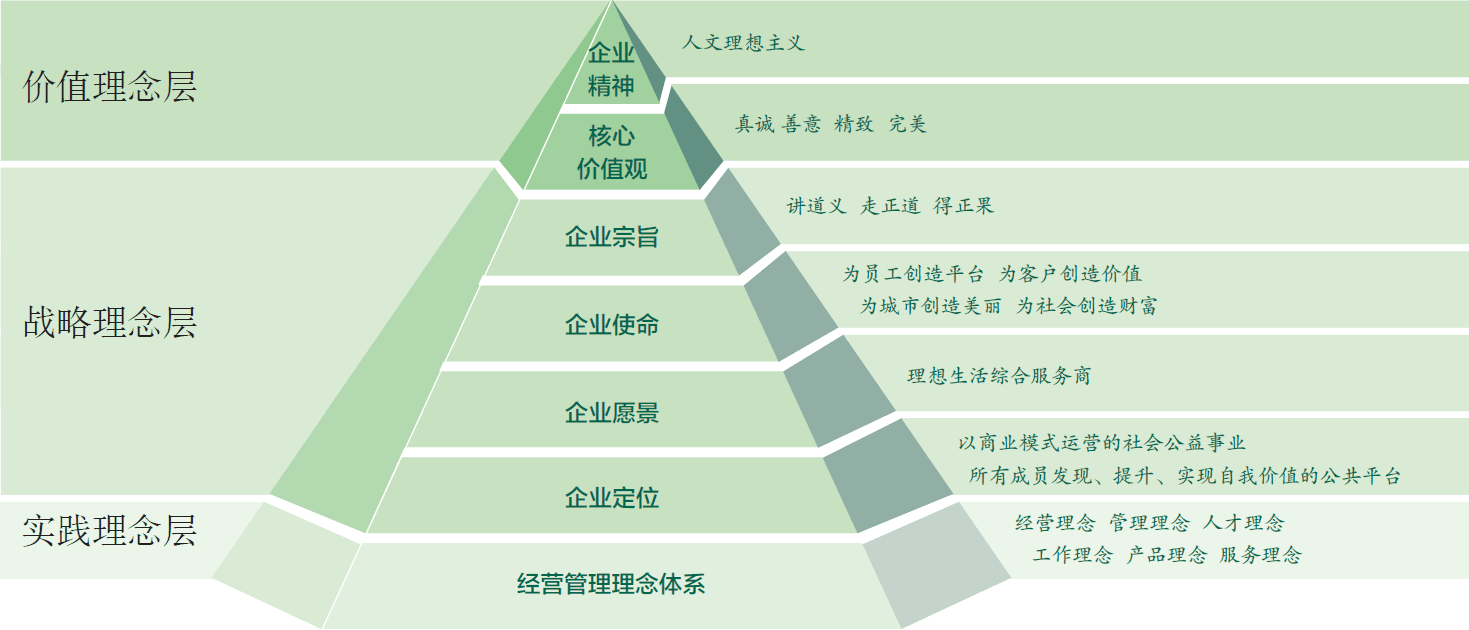 价值理念层
企业
精神
人文理想主义
核心
价值观
真诚 善意 精致 完美
战略理念层
企业宗旨
讲道义 走正道 得正果
企业使命
为员工创造平台 为客户创造价值
为城市创造美丽 为社会创造财富
企业愿景
理想生活综合服务商
企业定位
以商业模式运营的社会公益事业
所有成员发现、提升、实现自我价值的公共平台
实践理念层
经营管理理念体系
经营理念 管理理念 人才理念
工作理念 产品理念 服务理念